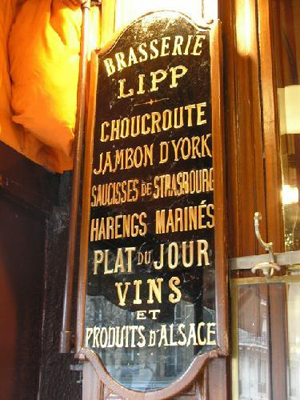 BRASSERIE
LIPP
CHOUCROUTE
JAMBON D'YORK
SAUCISSES DE STRASBOURG
HARENGS MARINÉS
PLAT DU JOUR
VINS
ET
PRODUITS D'ALSACE